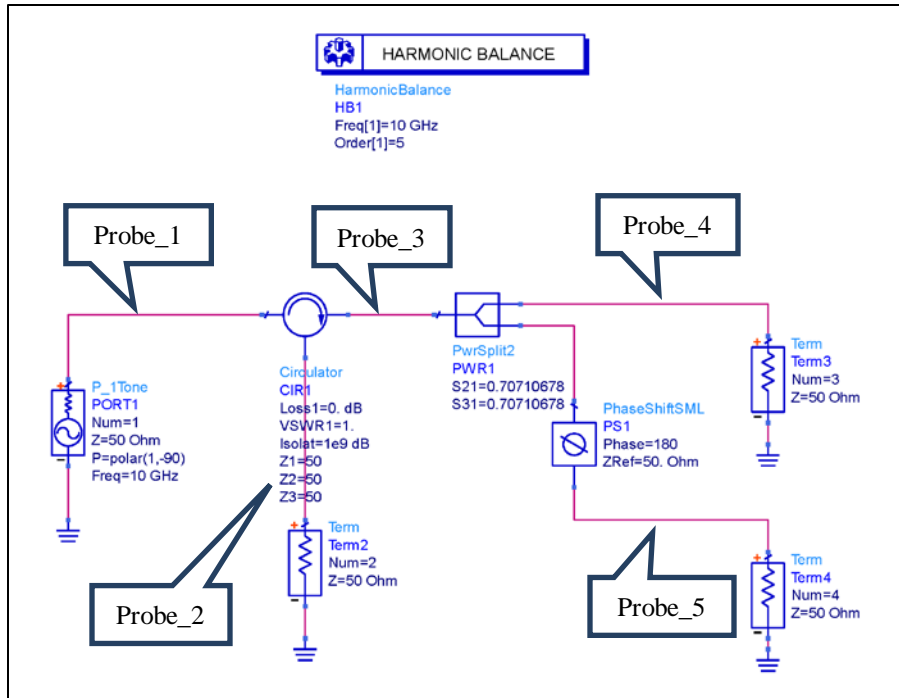 HARMONIC BALANCE
HarmonicBalance
HB1
Freq[1]=10 GHz
Order[1]=5
Probe_1
Probe_3
Probe_4
P_1Tone
PORT1
Num=1
Z=50 Ohm
P=polar(1,-90)
Freq=10 GHz
Circulator
CIR1
Loss1=0. dB
VSWR1=1.
Isolat=1e9 dB
Z1=50
Z2=50
Z3=50
PwrSplit2
PWR1
S21=0.70710678
S31=0.70710678
PhaseShiftSML
PS1
Phase=180
ZRef=50. Ohm
Term
Term3
Num=3
Z=50 Ohm
Probe_2
Term
Term2
Num=2
Z=50 Ohm
Probe_5
Term
Term4
Num=4
Z=50 Ohm